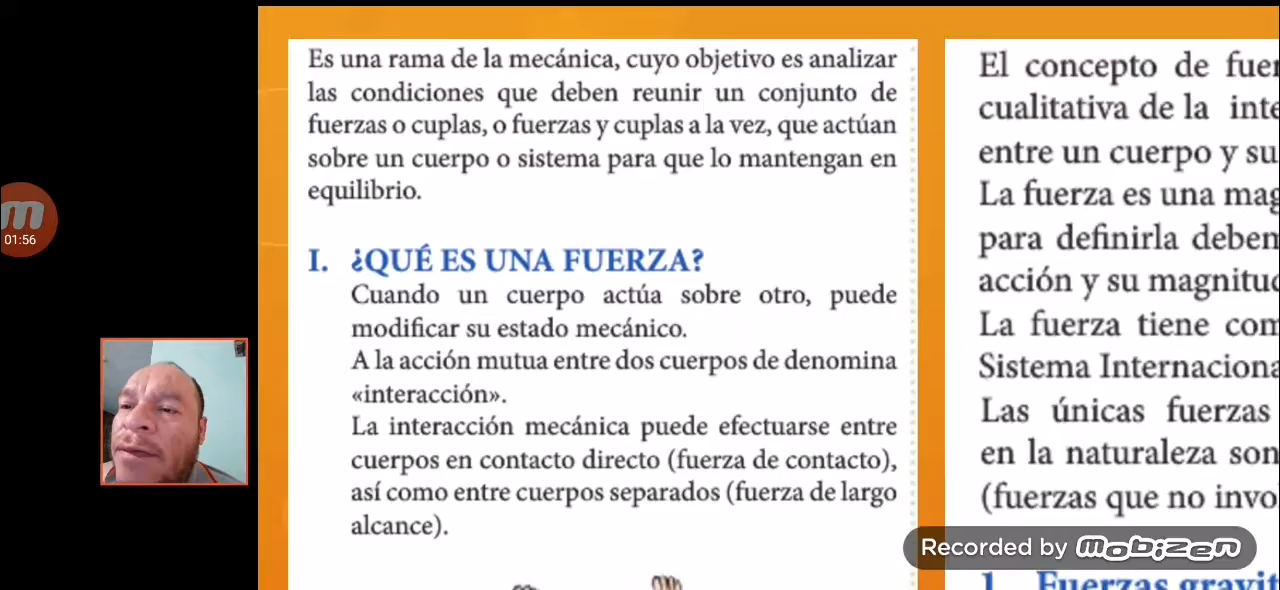 Es una rama de la mecánica, cuyo objetivo es analizar
las condiciones que deben reunir un conjunto de
fuerzas o cuplas, o fuerzas y cuplas a la vez, que actúan
sobre un cuerpo o sistema para que lo mantengan en
equilibrio.
I. ¿QUÉ ES UNA FUERZA?
Cuando un cuerpo actúa sobre otro, puede
modificar su estado mecánico.
A la acción mutua entre dos cuerpos de denomina
«interacción».
La interacción mecánica puede efectuarse entre
cuerpos en contacto directo (fuerza de contacto),
así como entre cuerpos separados (fuerza de largo
alcance).
El concepto de
cualitativa de la
entre un cuerpo y su
La fuerza es una
para definirla deben
acción y su
La fuerza tiene
Sistema
Las únicas fuerzas
en la naturaleza son
(fuerzas que no
1. Fuerzas
m
01:56
Recorded by mobizen